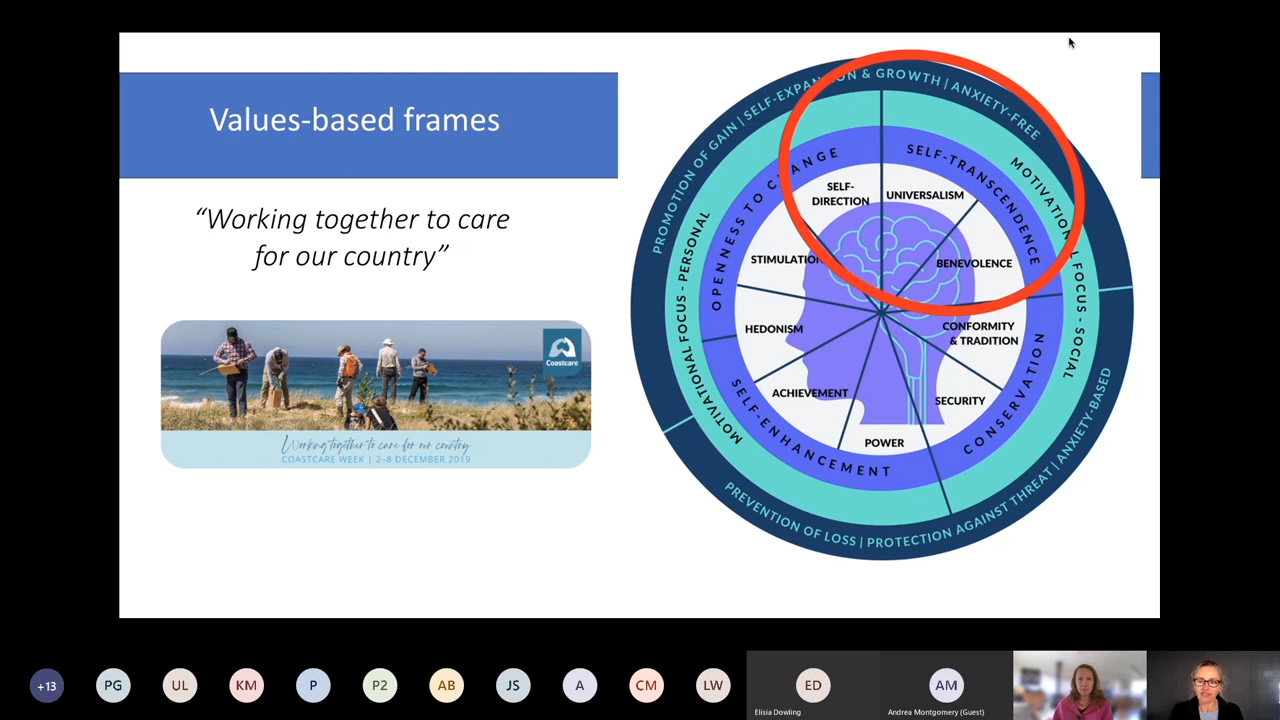 Values-based frames
“Working together to care
for our country”
Coastcare
Working together to care for our country
COASTCARE WEEK | 2–8 DECEMBER 2019
PROMOTION OF GAIN | SELF-EXPANSION & GROWTH | ANXIETY-FREE
MOTIVATIONAL FOCUS - PERSONAL
MOTIVATIONAL FOCUS - SOCIAL
OPENNESS TO CHANGE
SELF-TRANSCENDENCE
SELF-
DIRECTION
UNIVERSALISM
STIMULATION
BENEVOLENCE
HEDONISM
CONFORMITY
& TRADITION
ACHIEVEMENT
SECURITY
POWER
SELF-ENHANCEMENT
CONSERVATION
PREVENTION OF LOSS | PROTECTION AGAINST THREAT | ANXIETY-BASED
+13
PG
UL
KM
P
P2
AB
JS
A
CM
LW
ED
Elisia Dowling
AM
Andrea Montgomery (Guest)